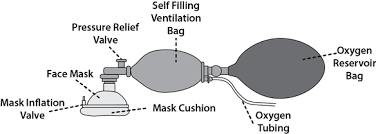 Self Filling
Ventilation
Bag
Pressure Relief
Valve
Face Mask
Mask Inflation
Valve
Mask Cushion
Oxygen
Tubing
Oxygen
Reservoir
Bag